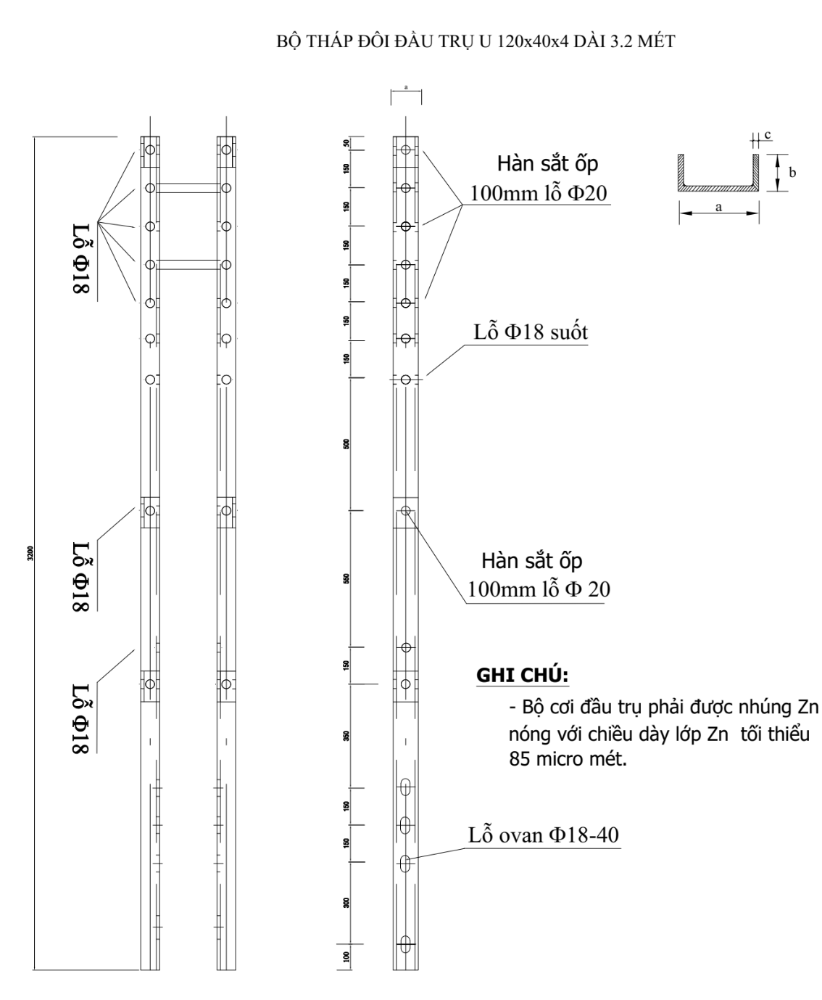 BỘ THÁP ĐÔI ĐẦU TRỤ U 120x40x4 DÀI 3.2 MÉT
a
c
b
a
Hàn sắt ốp
100mm lỗ Φ20
Lỗ Φ18
Lỗ Φ18 suốt
50
150
150
150
150
150
150
500
3200
Lỗ Φ18
Hàn sắt ốp
100mm lỗ Φ 20
550
150
Lỗ Φ18
GHI CHÚ:
- Bộ cơi đầu trụ phải được nhúng Zn
nóng với chiều dày lớp Zn tối thiểu
85 micro mét.
350
150
150
Lỗ ovan Φ18-40
300
100